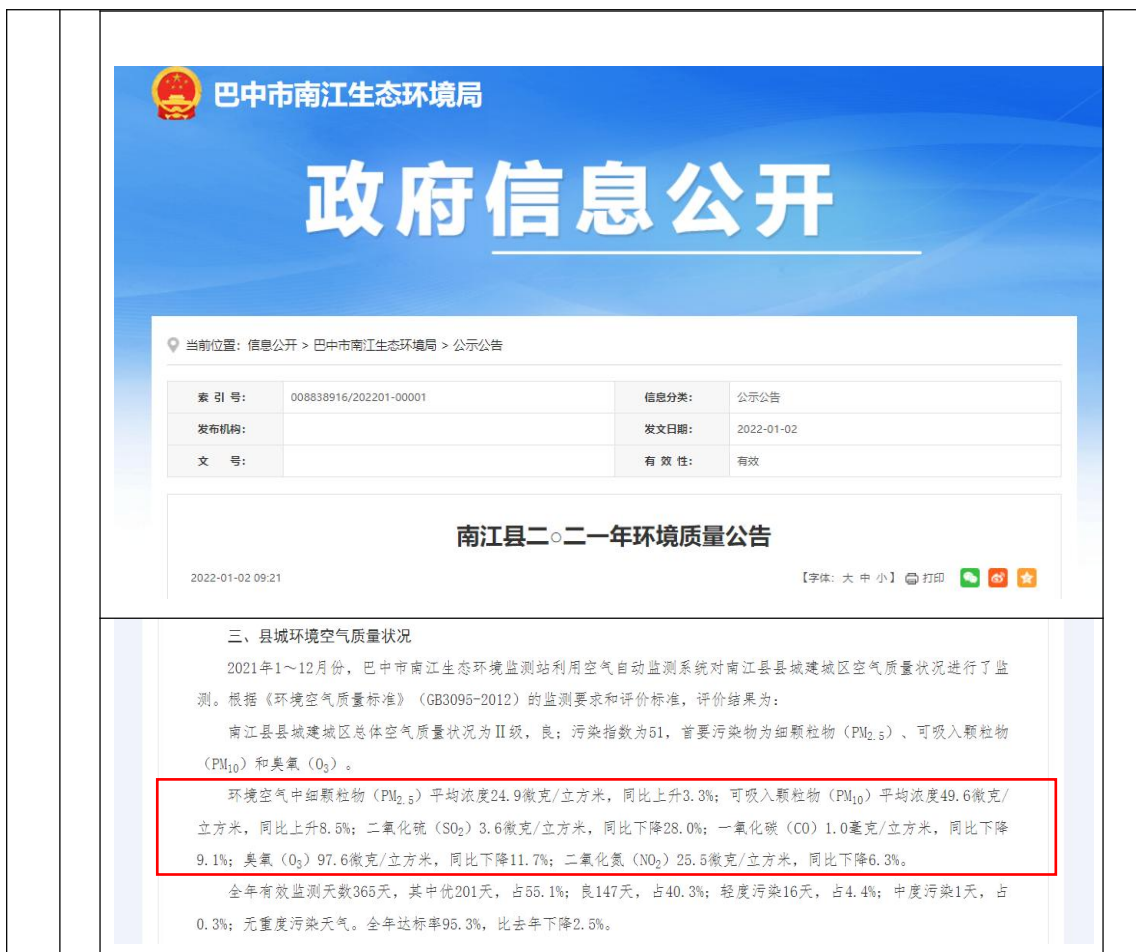 巴中市南江生态环境局
政府信息公开
当前位置：信息公开 > 巴中市南江生态环境局 > 公示公告
索 引 号： 008838916/202201-00001 信息分类： 公示公告
发布机构： 发文日期： 2022-01-02
文 号： 有 效 性： 有效
南江县二○二一年环境质量公告
2022-01-02 09:21 【字体：大 中 小】 打印
三、县城环境空气质量状况
2021年1～12月份，巴中市南江生态环境监测站利用空气自动监测系统对南江县县城建城区空气质量状况进行了监
测。根据《环境空气质量标准》（GB3095-2012）的监测要求和评价标准，评价结果为：
南江县县城建城区总体空气质量状况为Ⅱ级，良；污染指数为51，首要污染物为细颗粒物（PM2.5）、可吸入颗粒物
（PM10）和臭氧（O3）。
环境空气中细颗粒物（PM2.5）平均浓度24.9微克/立方米，同比上升3.3%；可吸入颗粒物（PM10）平均浓度49.6微克/
立方米，同比上升8.5%；二氧化硫（SO2）3.6微克/立方米，同比下降28.0%；一氧化碳（CO）1.0毫克/立方米，同比下降
9.1%；臭氧（O3）97.6微克/立方米，同比下降11.7%；二氧化氮（NO2）25.5微克/立方米，同比下降6.3%。
全年有效监测天数365天，其中优201天，占55.1%；良147天，占40.3%；轻度污染16天，占4.4%；中度污染1天，占
0.3%；无重度污染天气。全年达标率95.3%，比去年下降2.5%。